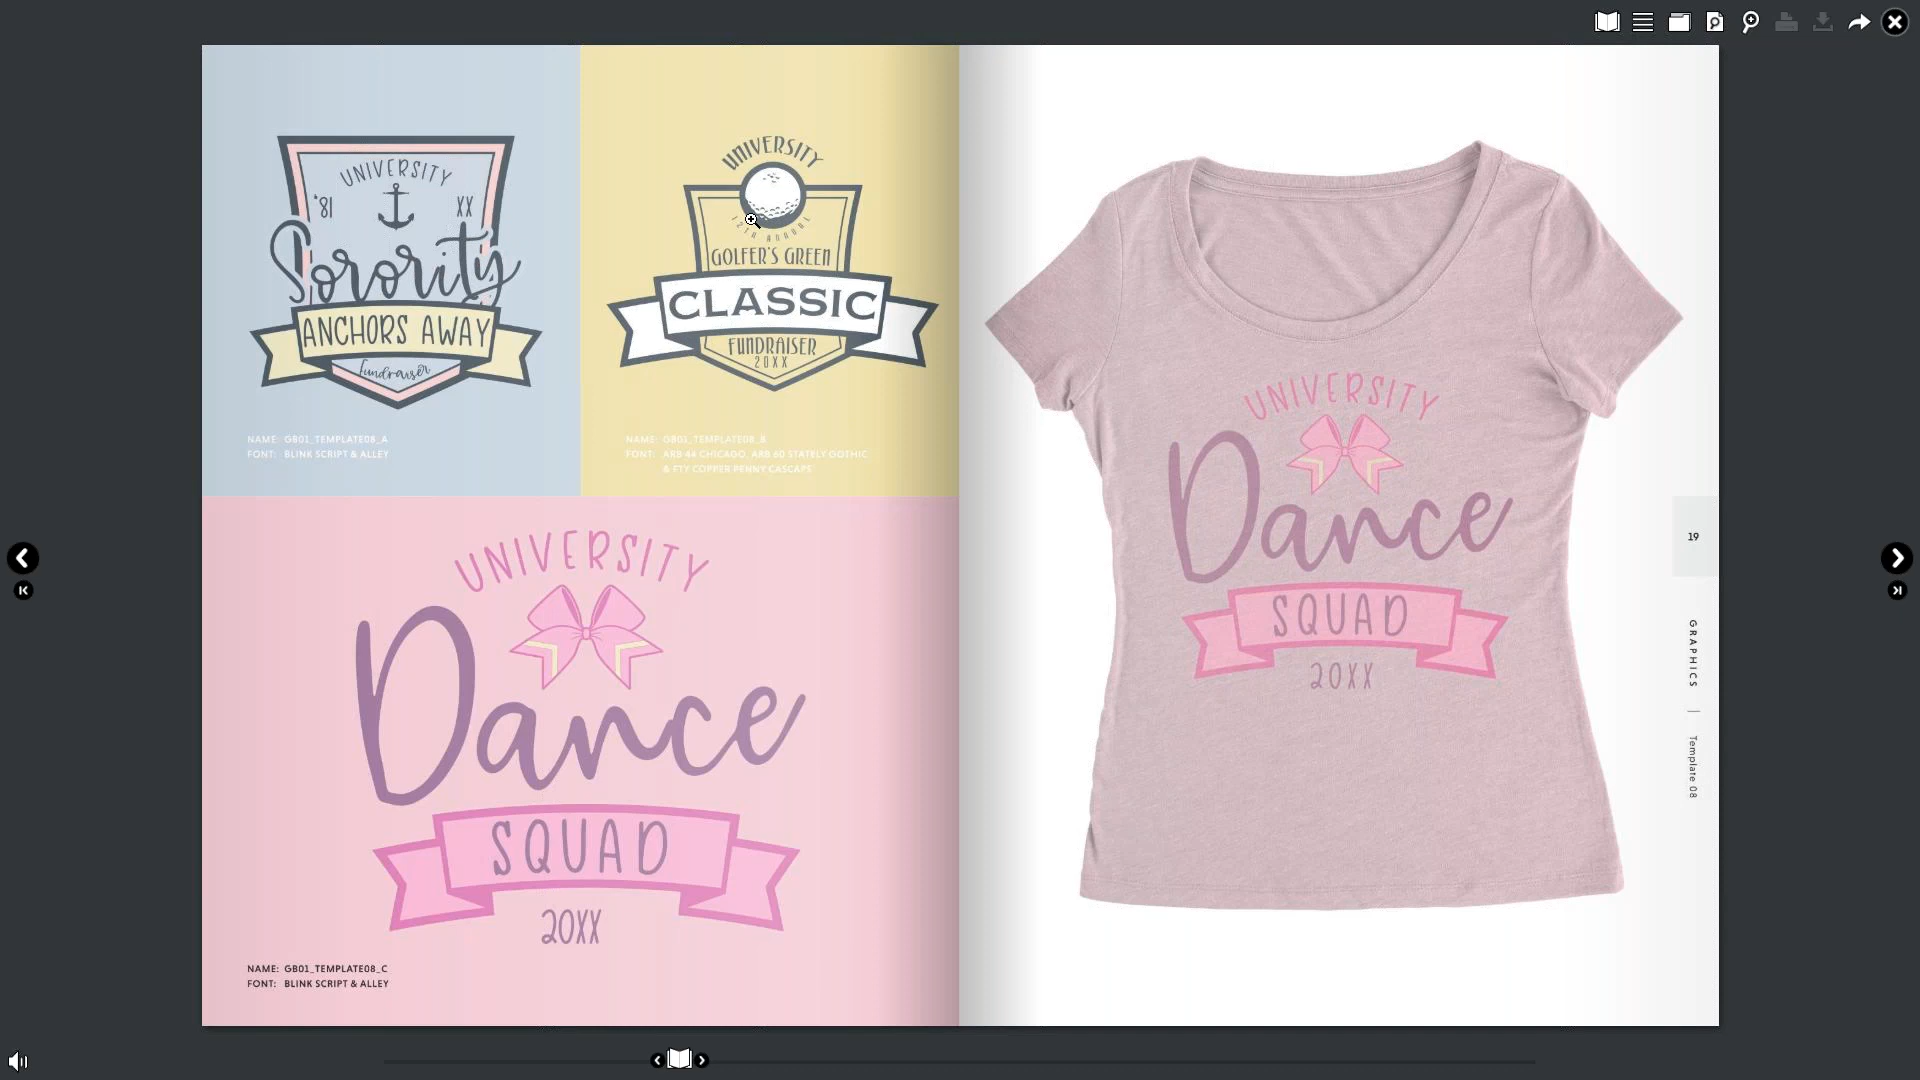 UNIVERSITY
'81 XX
Sorority
ANCHORS AWAY
fundraiser
NAME: GB01_TEMPLATE08_A
FONT: BLINK SCRIPT & ALLEY
UNIVERSITY
12TH ANNUAL
GOLFER'S GREEN
CLASSIC
FUNDRAISER
20XX
NAME: GB01_TEMPLATE08_B
FONT: ARB 44 CHICAGO, ARB 60 STATELY GOTHIC
& FTY COPPER PENNY CASCAPS
UNIVERSITY
Dance
SQUAD
20XX
NAME: GB01_TEMPLATE08_C
FONT: BLINK SCRIPT & ALLEY
UNIVERSITY
Dance
SQUAD
20XX
19
GRAPHICS | Template 08